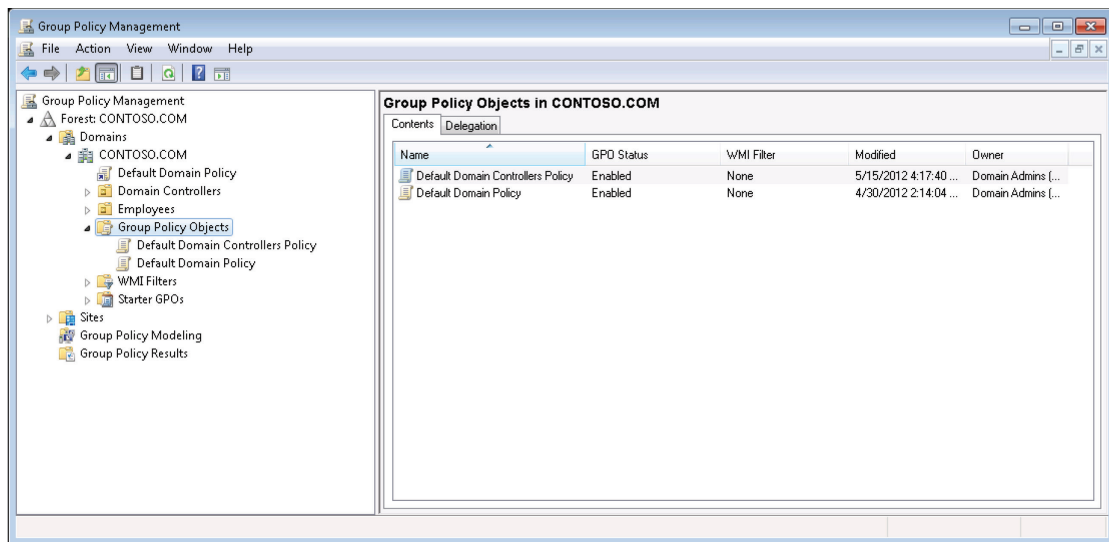 Group Policy Management
File Action View Window Help
Group Policy Management
Forest: CONTOSO.COM
Domains
CONTOSO.COM
Default Domain Policy
Domain Controllers
Employees
Group Policy Objects
Default Domain Controllers Policy
Default Domain Policy
WMI Filters
Starter GPOs
Sites
Group Policy Modeling
Group Policy Results
Group Policy Objects in CONTOSO.COM
Contents Delegation
Name GPO Status WMI Filter Modified Owner
Default Domain Controllers Policy Enabled None 5/15/2012 4:17:40 ... Domain Admins (...
Default Domain Policy Enabled None 4/30/2012 2:14:04 ... Domain Admins (...